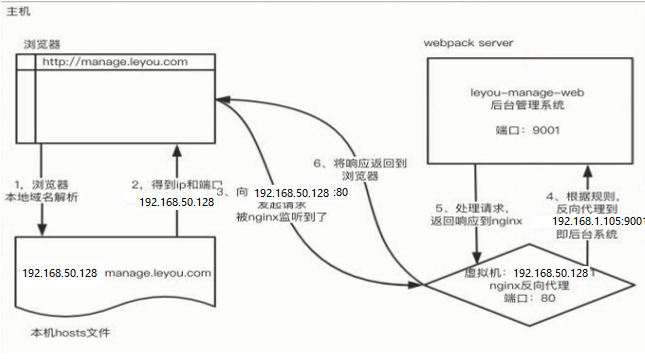 主机
浏览器
http://manage.leyou.com
webpack server
leyou-manage-web
后台管理系统
端口：9001
1，浏览器
本地域名解析
2，得到ip和端口
192.168.50.128
3、向 192.168.50.128 :80
发起请求
被nginx监听到了
6、将响应返回到
浏览器
5、处理请求，
返回响应到nginx
4、根据规则，
反向代理到
192.168.1.105:9001
即后台系统
192.168.50.128 manage.leyou.com
本机hosts文件
虚拟机：192.168.50.128
nginx反向代理
端口：80